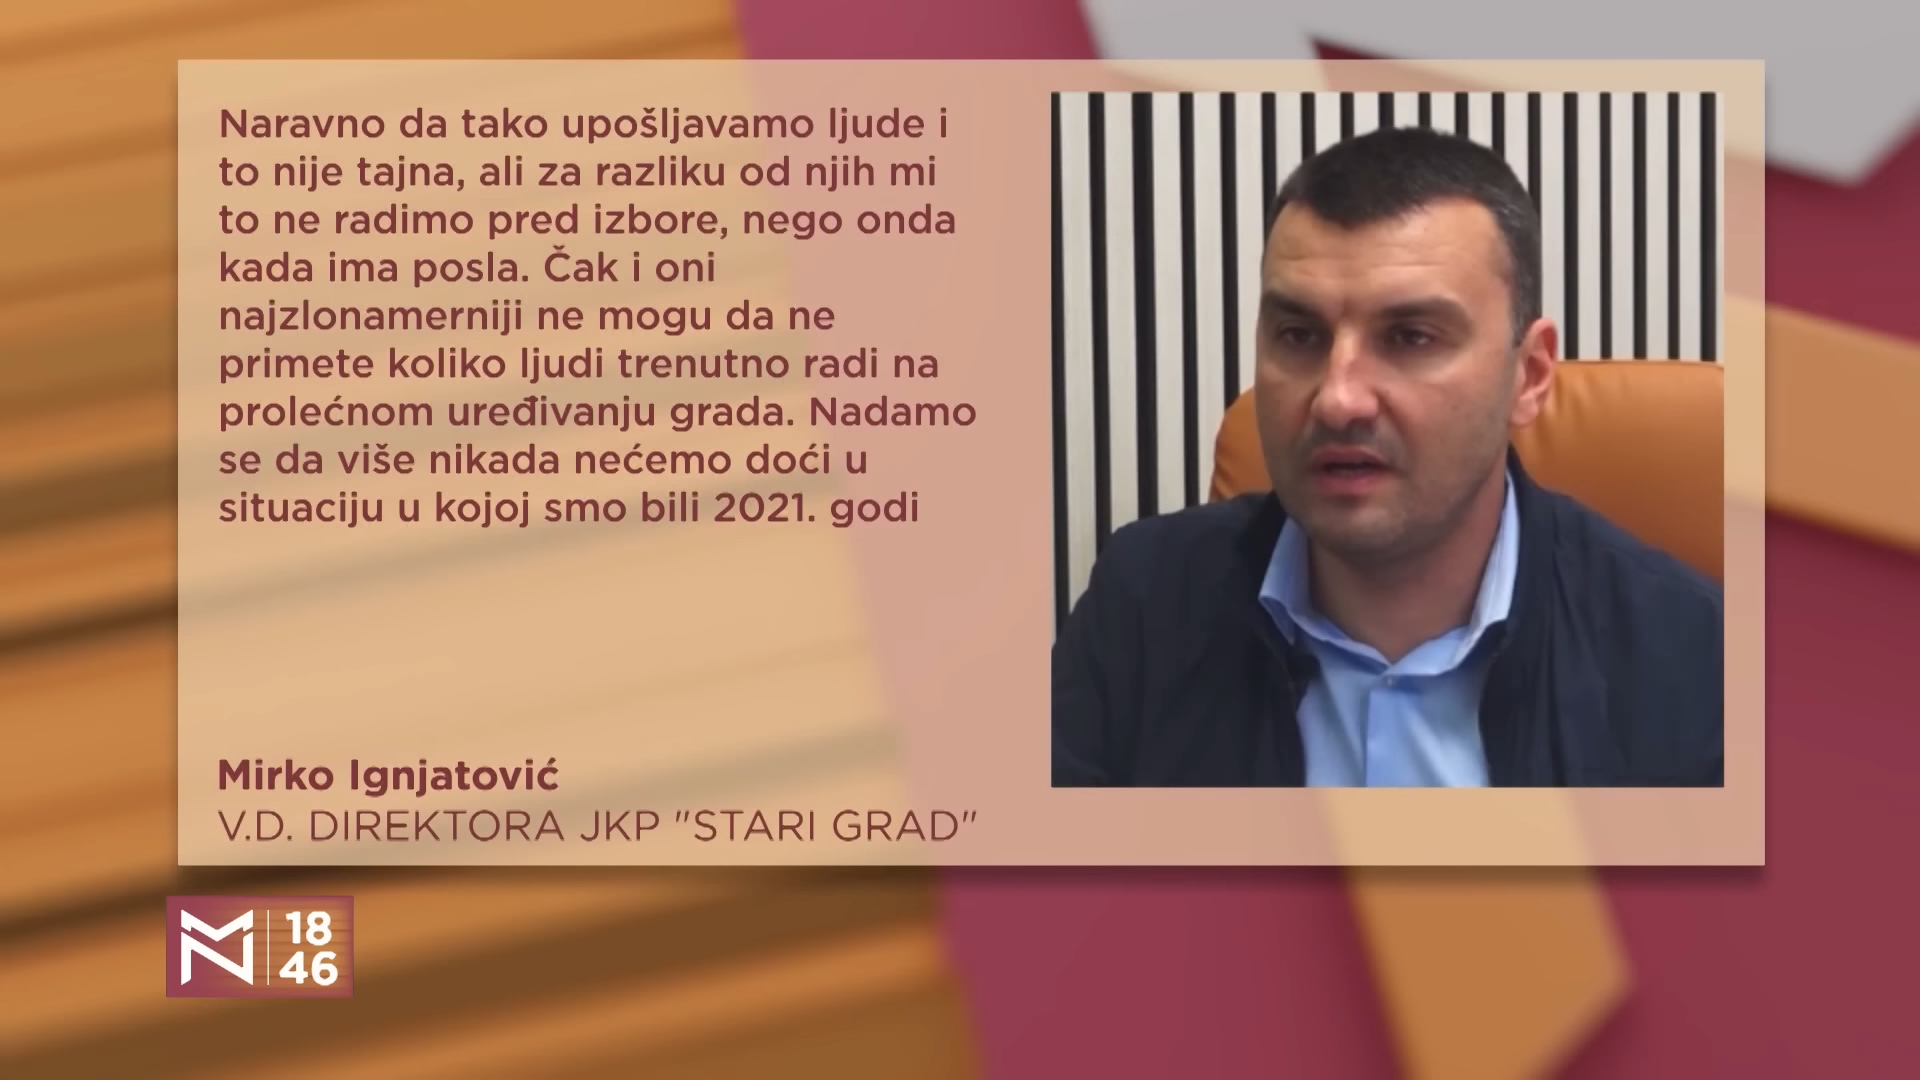 Naravno da tako upošljavamo ljude i
to nije tajna, ali za razliku od njih mi
to ne radimo pred izbore, nego onda
kada ima posla. Čak i oni
najzlonamerniji ne mogu da ne
primete koliko ljudi trenutno radi na
prolećnom uređivanju grada. Nadamo
se da više nikada nećemo doći u
situaciju u kojoj smo bili 2021. godi
Mirko Ignjatović
V.D. DIREKTORA JKP "STARI GRAD"
18
46